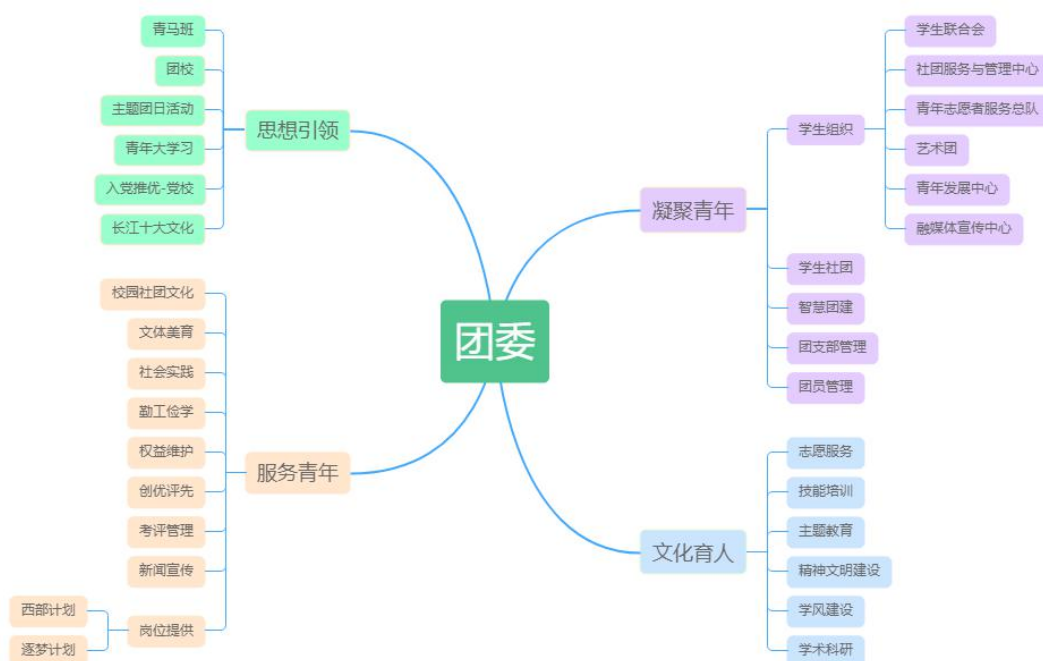 团委
思想引领
青马班
团校
主题团日活动
青年大学习
入党推优-党校
长江十大文化
服务青年
校园社团文化
文体美育
社会实践
勤工俭学
权益维护
创优评先
考评管理
新闻宣传
岗位提供
西部计划
逐梦计划
凝聚青年
学生组织
学生联合会
社团服务与管理中心
青年志愿者服务总队
艺术团
青年发展中心
融媒体宣传中心
学生社团
智慧团建
团支部管理
团员管理
文化育人
志愿服务
技能培训
主题教育
精神文明建设
学风建设
学术科研